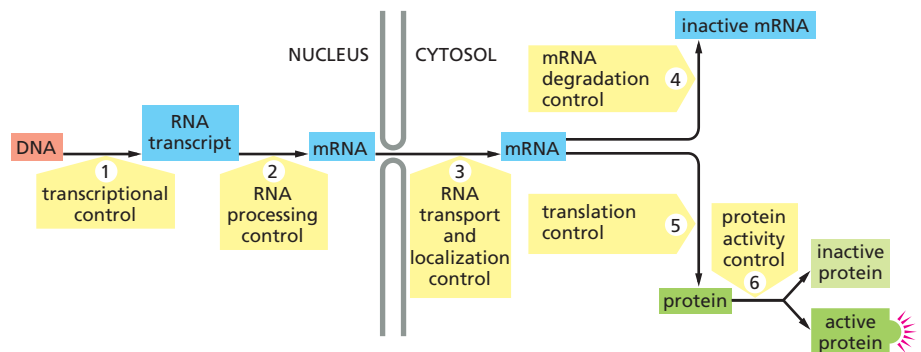 NUCLEUS
CYTOSOL
DNA
1
transcriptional
control
RNA
transcript
2
RNA
processing
control
mRNA
3
RNA
transport
and
localization
control
mRNA
mRNA
degradation
control
4
inactive mRNA
translation
control
5
protein
protein
activity
control
6
inactive
protein
active
protein